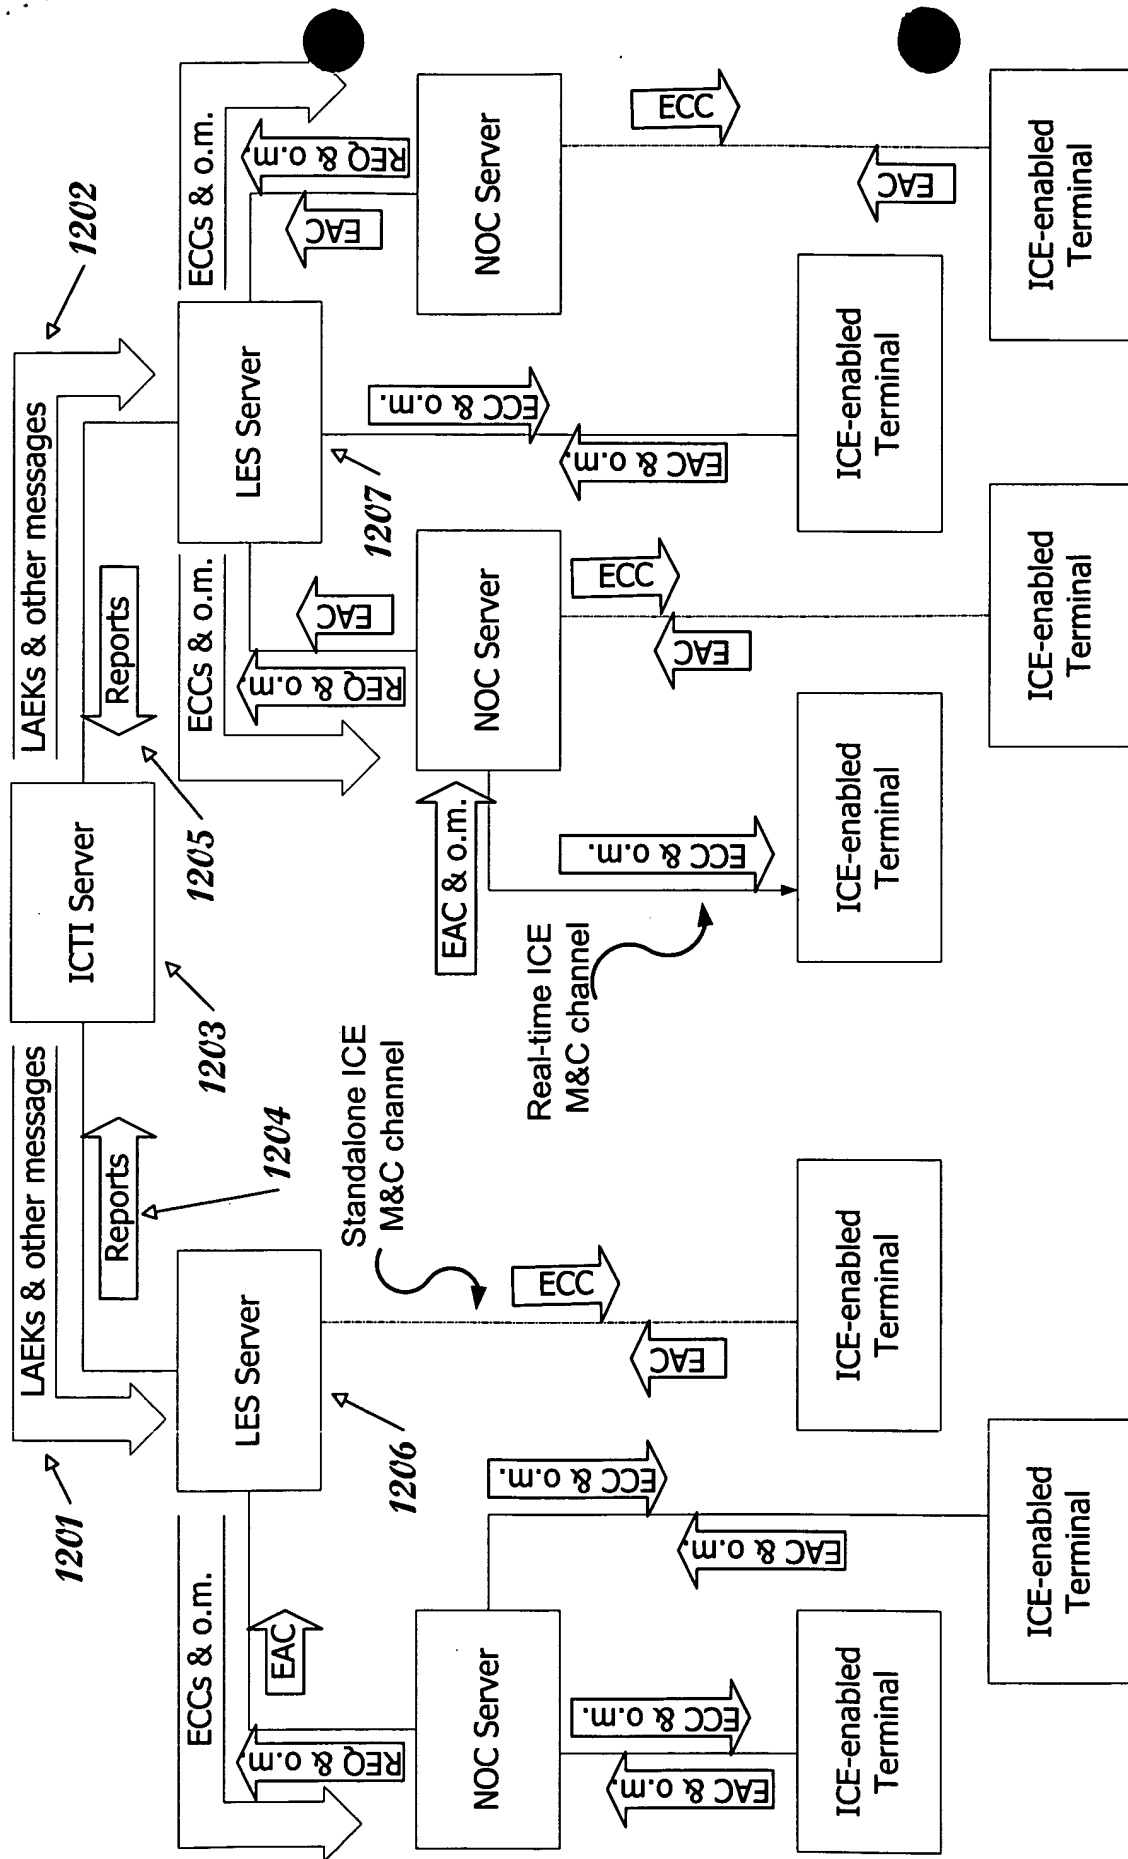 LAEKs & other messages
LAEKs & other messages
1201
1202
ICTI Server
Reports
Reports
1203
1204
1205
ECCs & o.m.
LES Server
ECCs & o.m.
LES Server
ECCs & o.m.
REQ & o.m.
EAC
1206
REQ & o.m.
EAC
1207
EAC
REQ & o.m.
Standalone ICE
M&C channel
NOC Server
NOC Server
NOC Server
EAC & o.m.
ECC & o.m.
EAC & o.m.
ECC & o.m.
EAC & o.m.
ECC
EAC
Real-time ICE
M&C channel
ECC & o.m.
ECC
EAC
ECC & o.m.
EAC & o.m.
ECC
EAC
ICE-enabled
Terminal
ICE-enabled
Terminal
ICE-enabled
Terminal
ICE-enabled
Terminal
ICE-enabled
Terminal
ICE-enabled
Terminal
ICE-enabled
Terminal